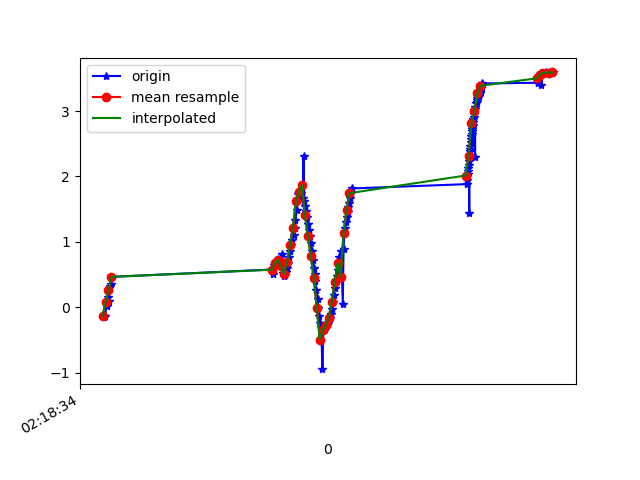 origin
mean resample
interpolated
3
2
1
0
−1
02:18:34
0